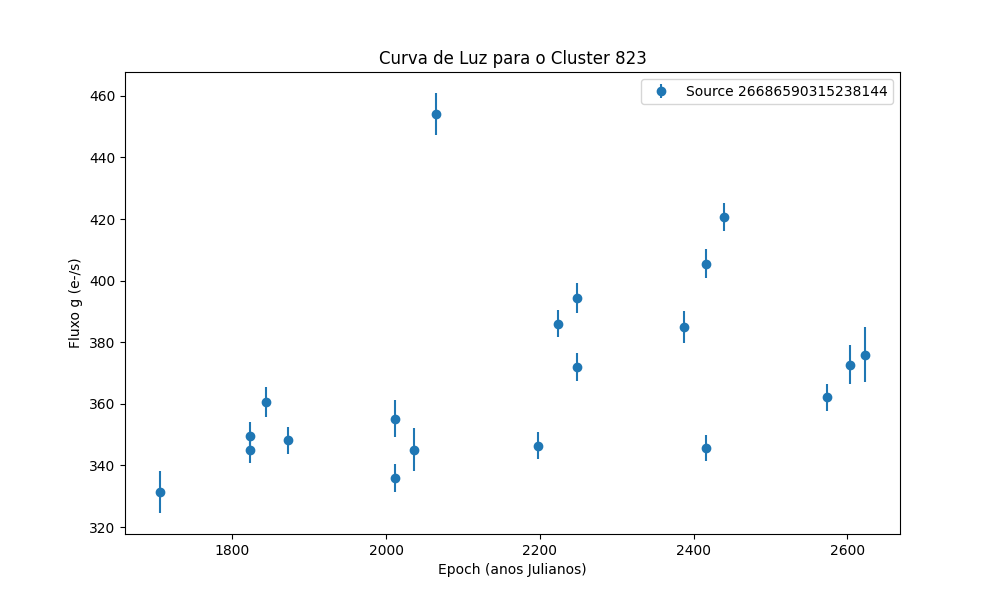 Curva de Luz para o Cluster 823
Source 26686590315238144
460
440
420
400
380
360
340
320
Fluxo g (e-/s)
1800 2000 2200 2400 2600
Epoch (anos Julianos)